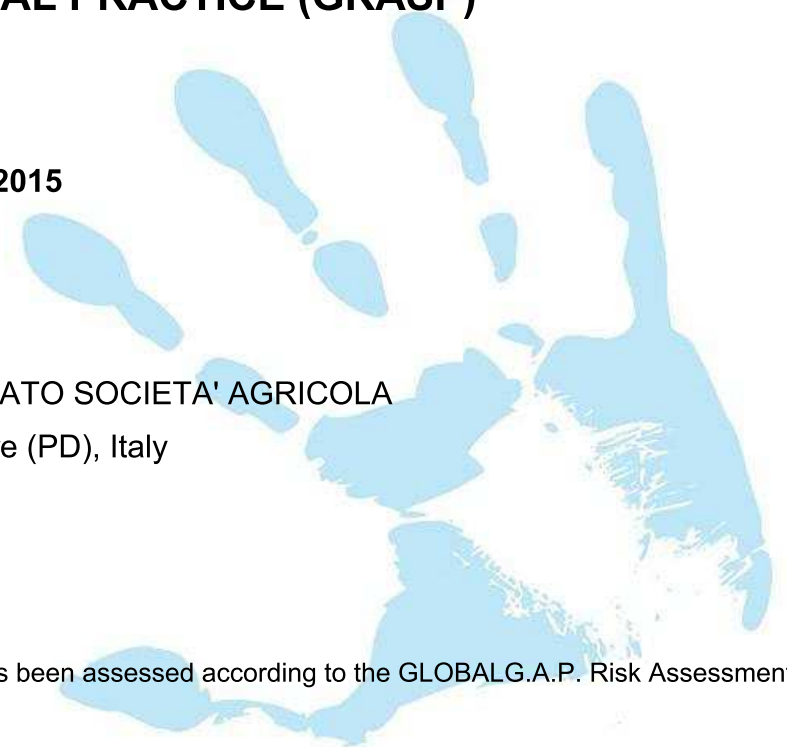 AL PRACTICE (GRASP)
2015
ATO SOCIETA' AGRICOLA
e (PD), Italy
s been assessed according to the GLOBALG.A.P. Risk Assessment